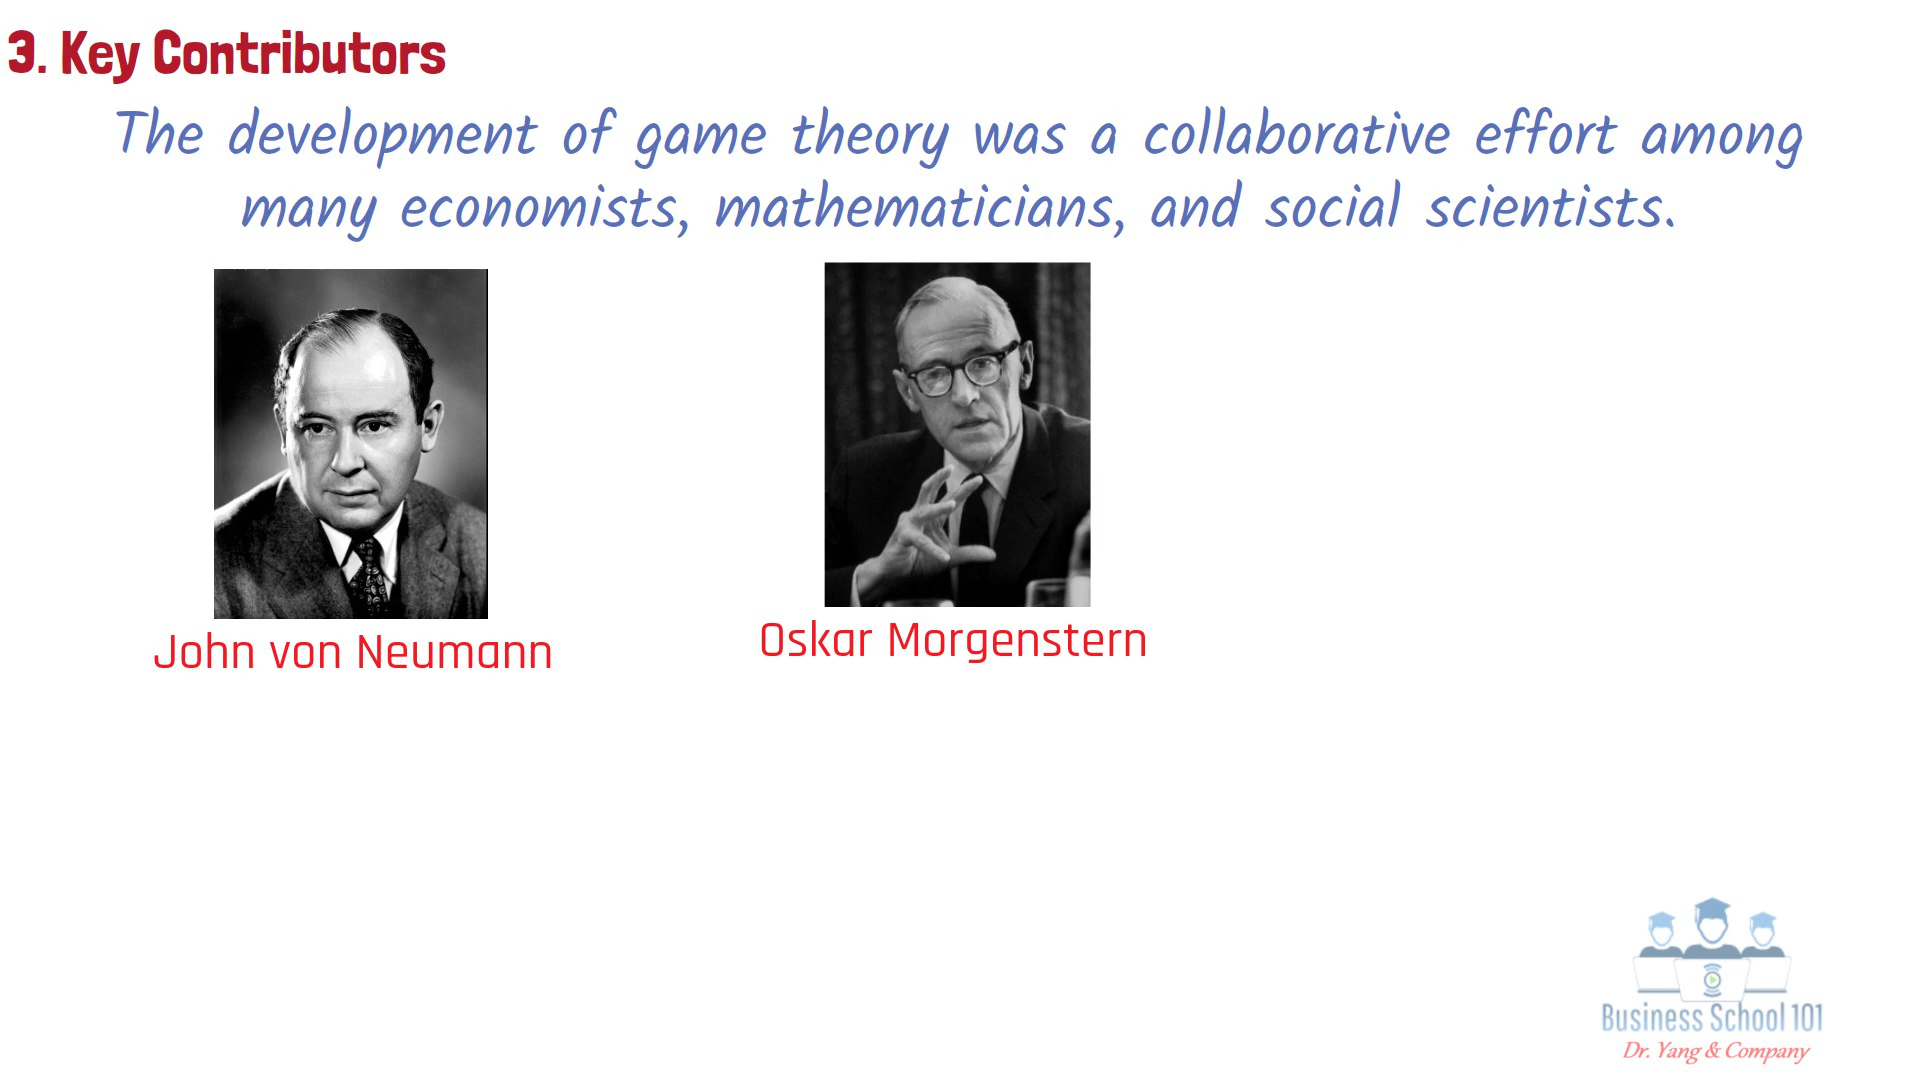 3. Key Contributors
The development of game theory was a collaborative effort among
many economists, mathematicians, and social scientists.
John von Neumann
Oskar Morgenstern
Business School 101
Dr. Yang & Company